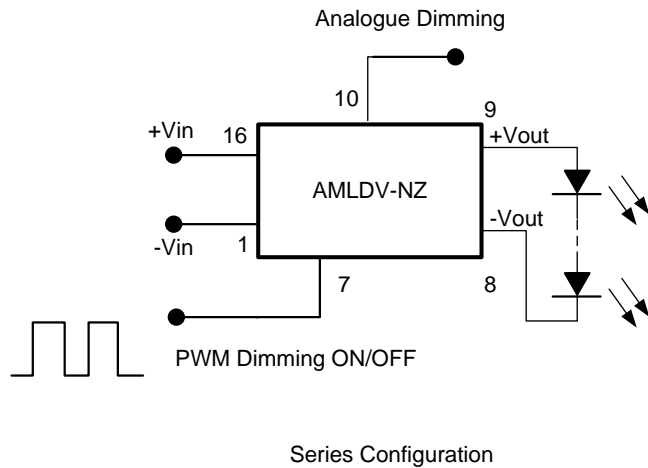 Analogue Dimming
10
9
+Vin
16
+Vout
AMLDV-NZ
-Vout
-Vin
1
7
8
PWM Dimming ON/OFF
Series Configuration